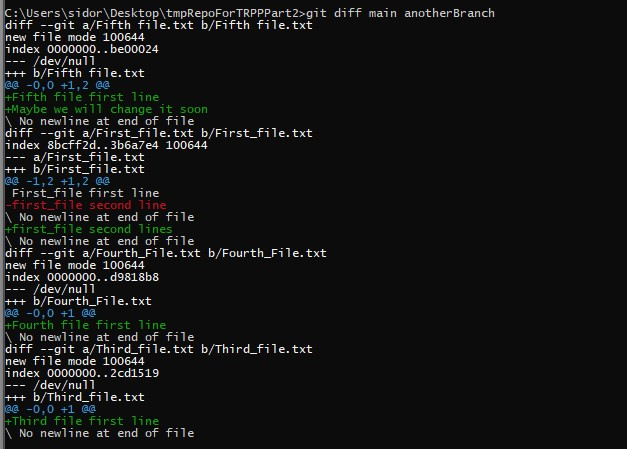 C:\Users\sidor\Desktop\tmpRepoForTRPPPart2>git diff main anotherBranch
diff --git a/Fifth file.txt b/Fifth file.txt
new file mode 100644
index 0000000..be00024
--- /dev/null
+++ b/Fifth file.txt
@@ -0,0 +1,2 @@
+Fifth file first line
+Maybe we will change it soon
\ No newline at end of file
diff --git a/First_file.txt b/First_file.txt
index 8bcff2d..3b6a7e4 100644
--- a/First_file.txt
+++ b/First_file.txt
@@ -1,2 +1,2 @@
 First_file first line
-first_file second line
\ No newline at end of file
+first_file second lines
\ No newline at end of file
diff --git a/Fourth_File.txt b/Fourth_File.txt
new file mode 100644
index 0000000..d9818b8
--- /dev/null
+++ b/Fourth_File.txt
@@ -0,0 +1 @@
+Fourth file first line
\ No newline at end of file
diff --git a/Third_file.txt b/Third_file.txt
new file mode 100644
index 0000000..2cd1519
--- /dev/null
+++ b/Third_file.txt
@@ -0,0 +1 @@
+Third file first line
\ No newline at end of file